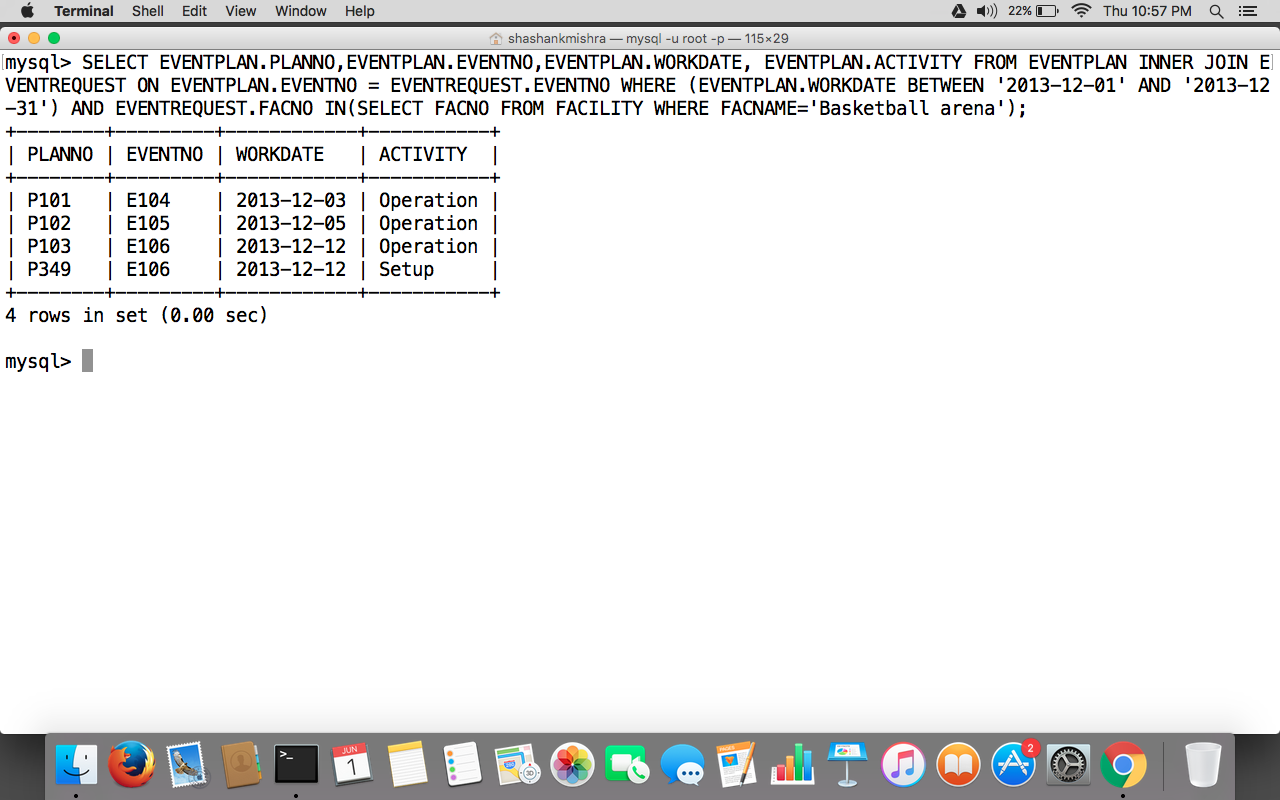 Terminal Shell Edit View Window Help 22% Thu 10:57 PM
shashankmishra — mysql -u root -p — 115×29
mysql> SELECT EVENTPLAN.PLANNO,EVENTPLAN.EVENTNO,EVENTPLAN.WORKDATE, EVENTPLAN.ACTIVITY FROM EVENTPLAN INNER JOIN E
VENTREQUEST ON EVENTPLAN.EVENTNO = EVENTREQUEST.EVENTNO WHERE (EVENTPLAN.WORKDATE BETWEEN '2013-12-01' AND '2013-12
-31') AND EVENTREQUEST.FACNO IN(SELECT FACNO FROM FACILITY WHERE FACNAME='Basketball arena');
+--------+---------+------------+-----------+
| PLANNO | EVENTNO | WORKDATE   | ACTIVITY  |
+--------+---------+------------+-----------+
| P101   | E104    | 2013-12-03 | Operation |
| P102   | E105    | 2013-12-05 | Operation |
| P103   | E106    | 2013-12-12 | Operation |
| P349   | E106    | 2013-12-12 | Setup     |
+--------+---------+------------+-----------+
4 rows in set (0.00 sec)
mysql>
>_
JUN
1
3D
PAGES
2